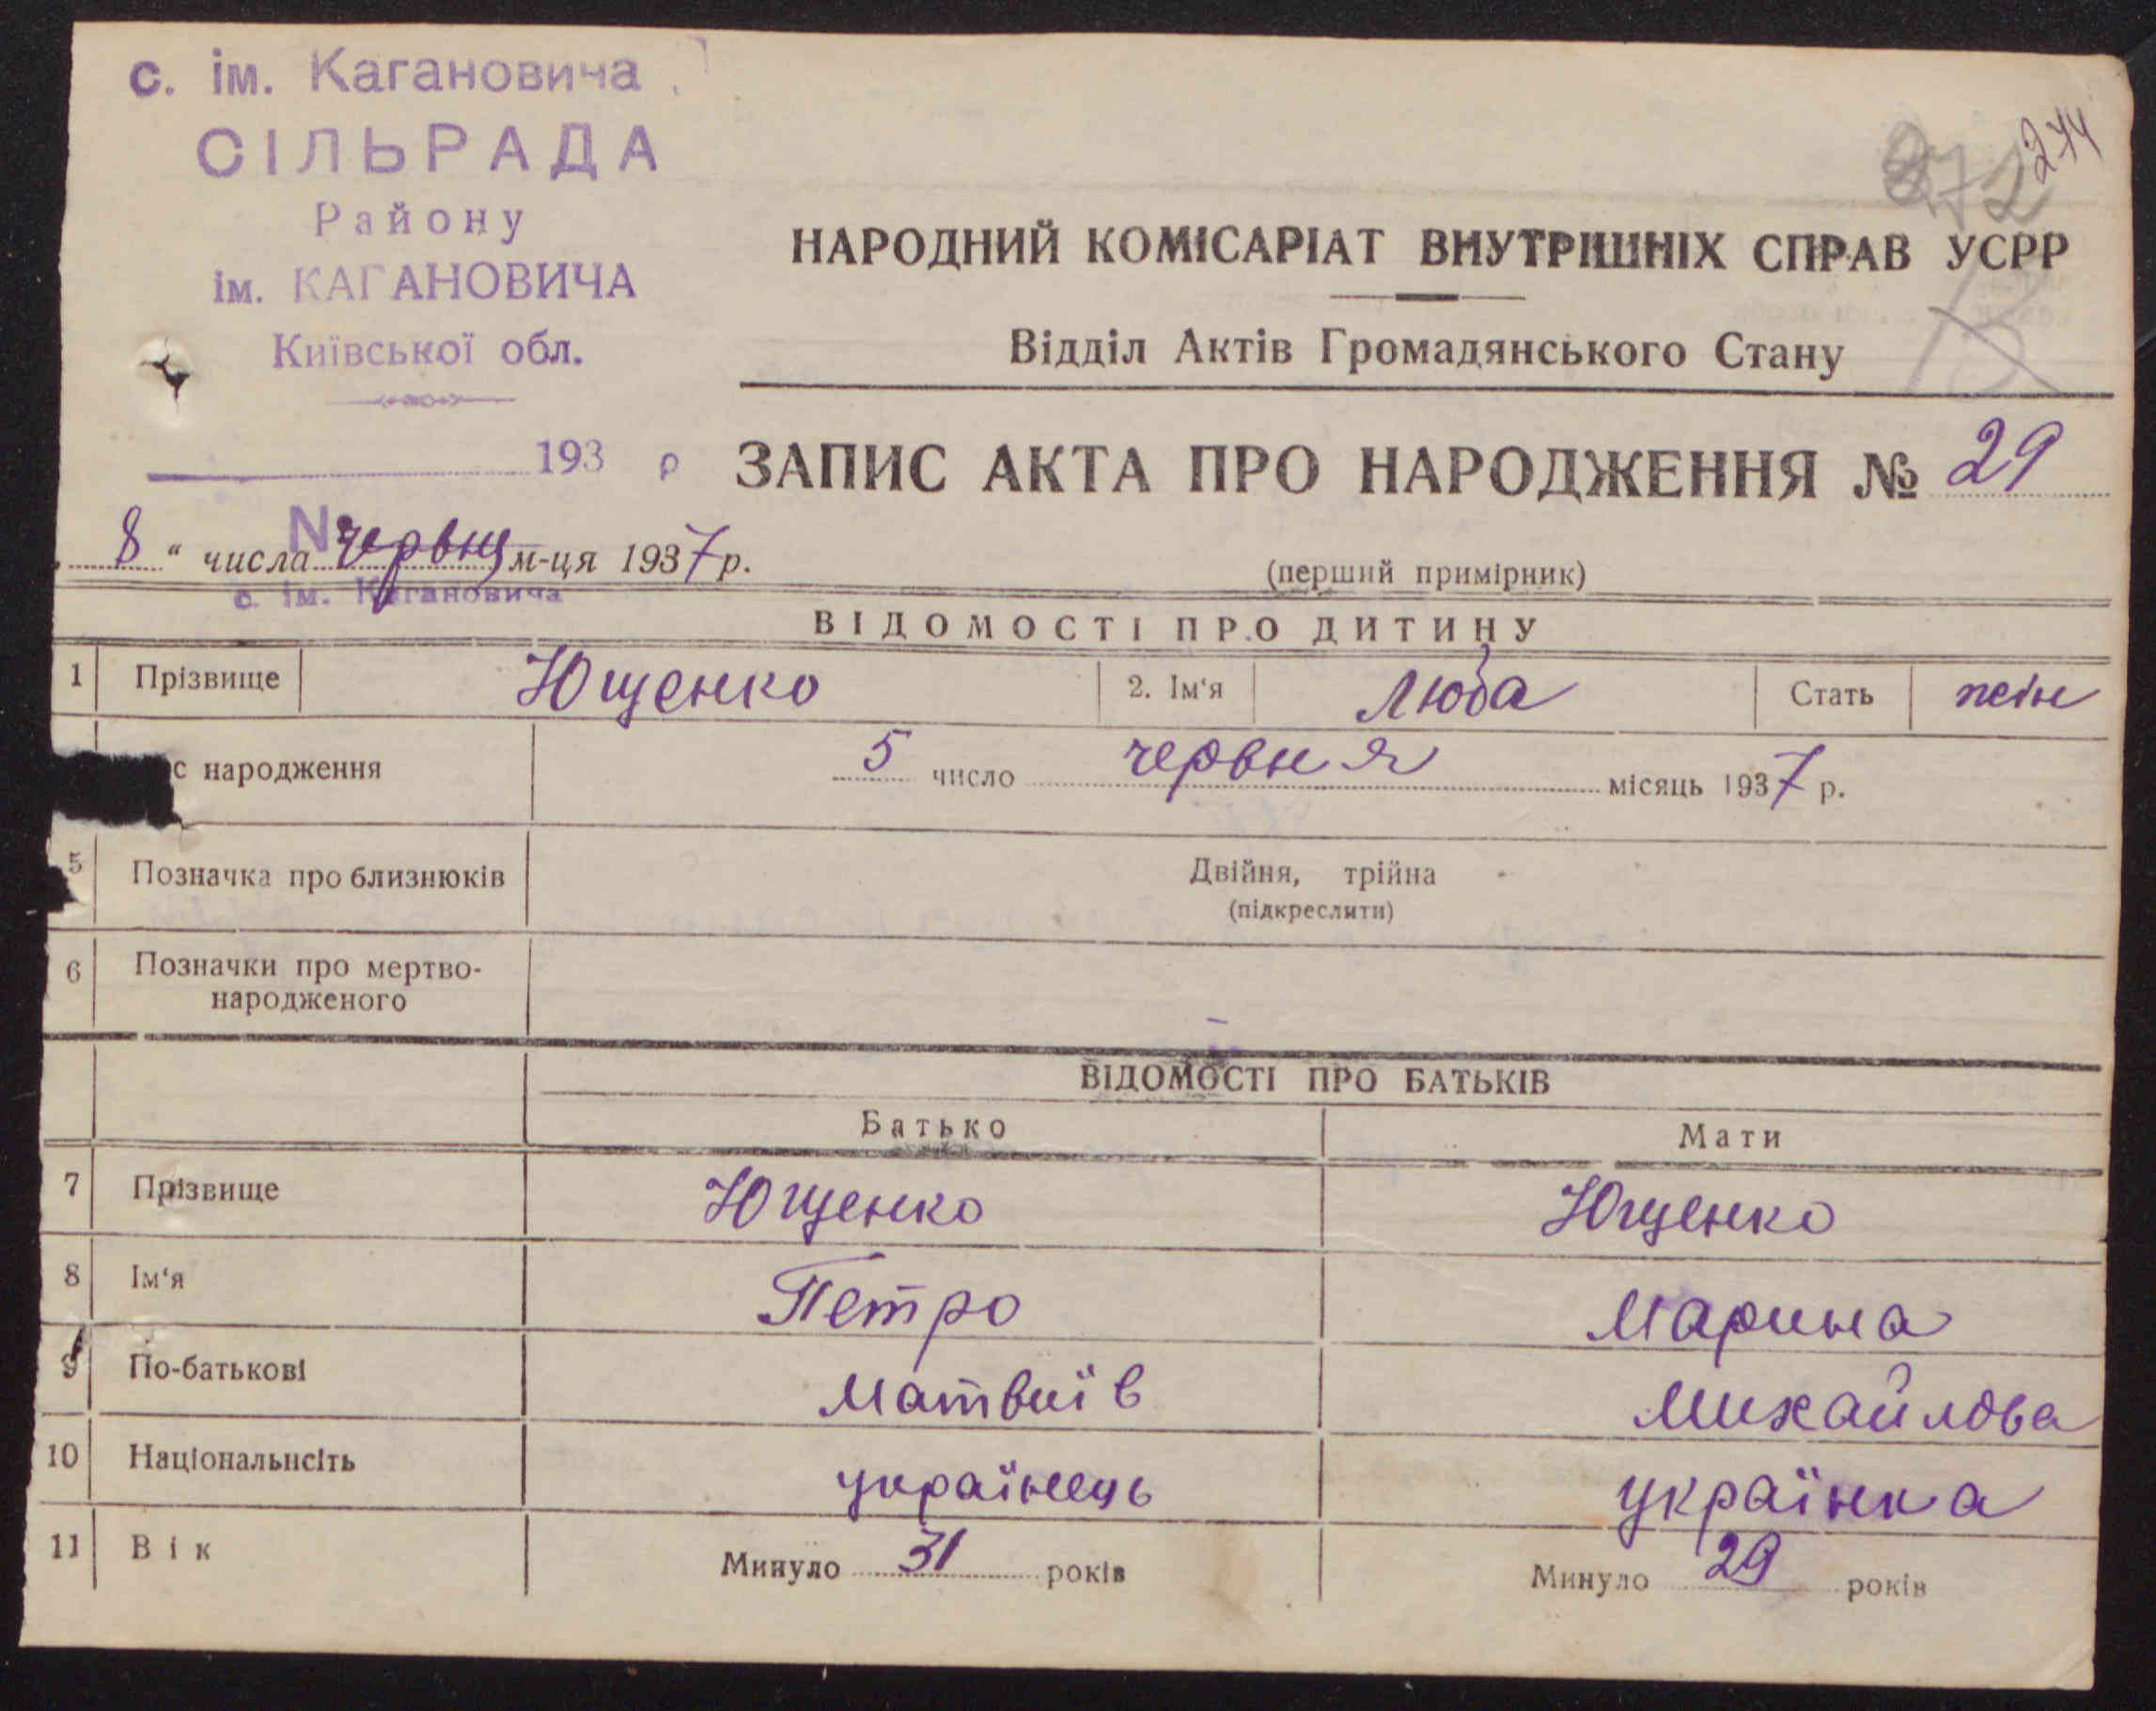 с. ім. Кагановича
СІЛЬРАДА
Району
ім. КАГАНОВИЧА
Київської обл.
193 р
№
с. ім. Кагановича
272
244
13
НАРОДНИЙ КОМІСАРІАТ ВНУТРІШНІХ СПРАВ УСРР
Відділ Актів Громадянського Стану
ЗАПИС АКТА ПРО НАРОДЖЕННЯ № 29
8 " числа червня м-ця 1937 р.
(перший примірник)
ВІДОМОСТІ ПРО ДИТИНУ
1 Прізвище Ющенко 2. Ім'я Люба Стать жін
с народження 5 число червня місяць 1937 р.
5 Позначка про близнюків Двійня, трійна
(підкреслити)
6 Позначки про мертво-
народженого
ВІДОМОСТІ ПРО БАТЬКІВ
Батько Мати
7 Прізвище Ющенко Ющенко
8 Ім'я Петро Марина
9 По-батькові Матвиїв Михайлова
10 Національнсіть українець українка
11 Вік Минуло 31 років Минуло 29 років